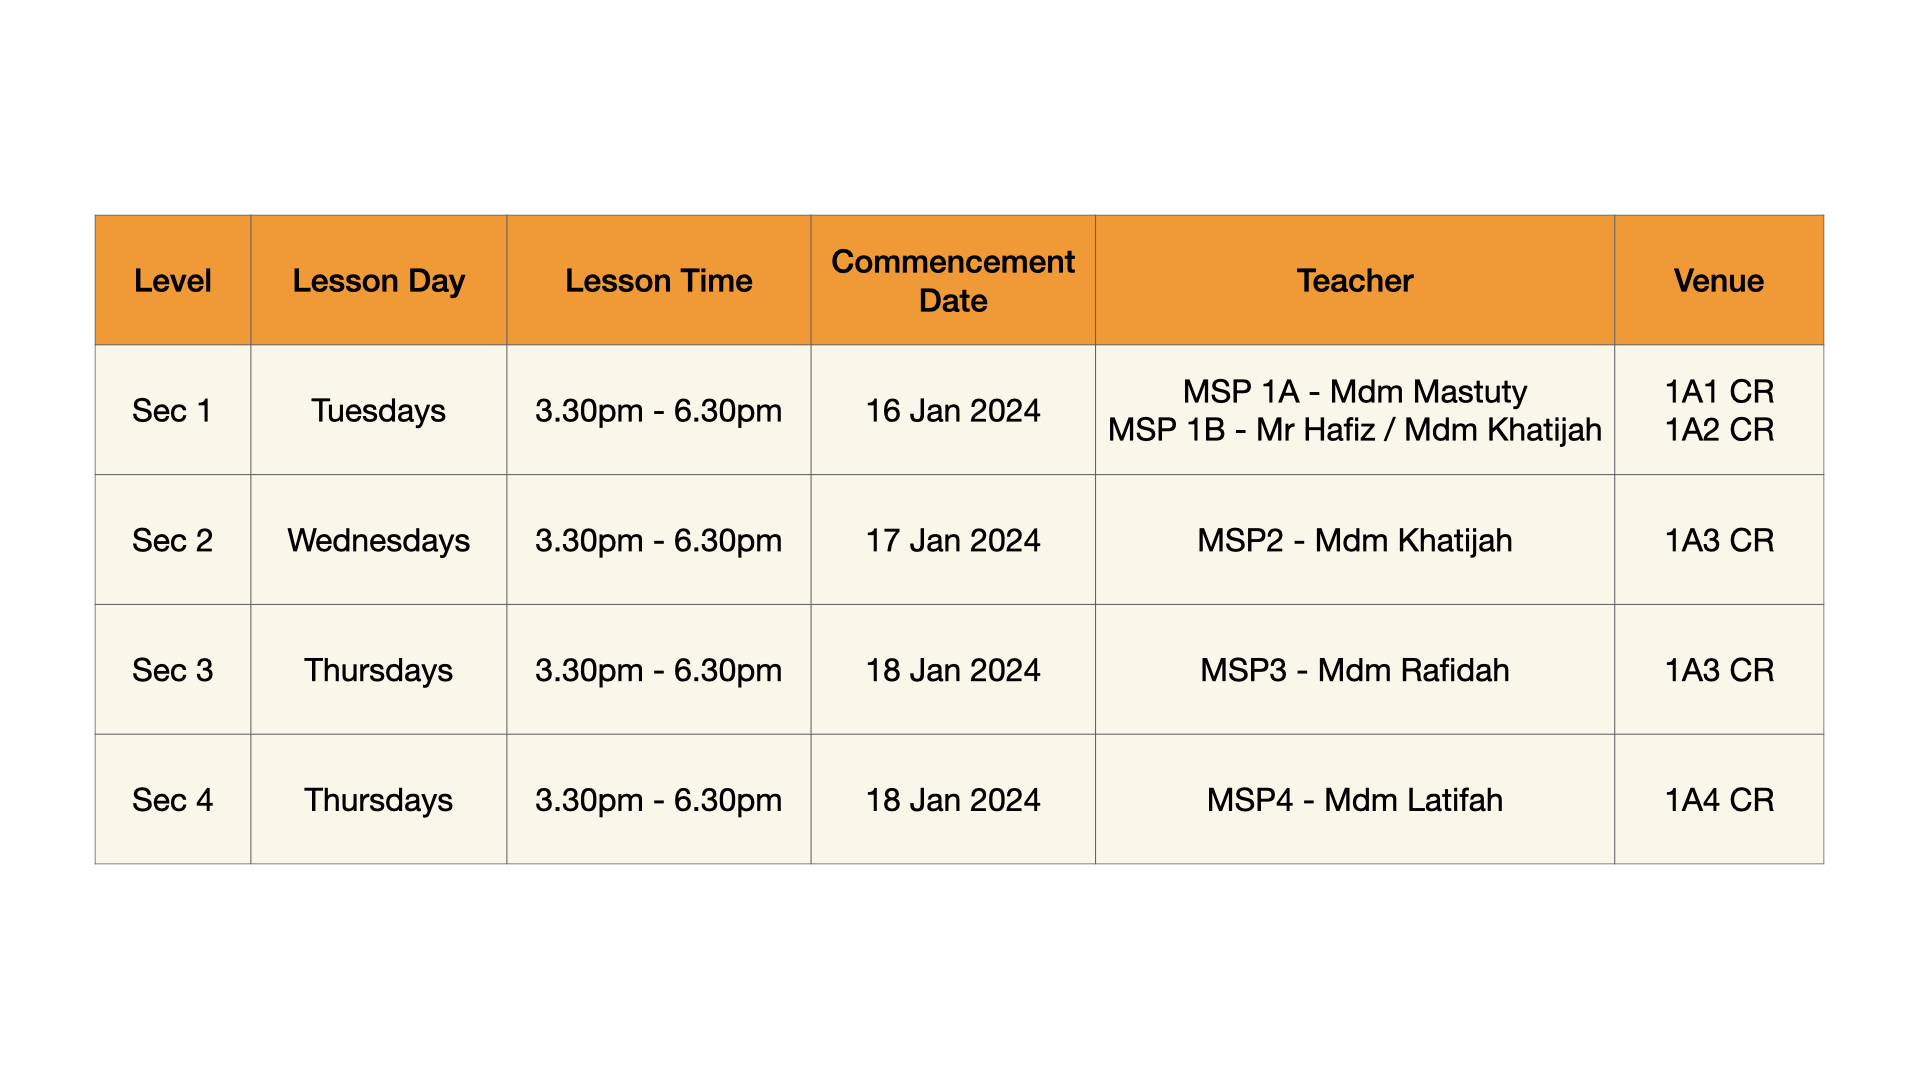 Level Lesson Day Lesson Time Commencement Date Teacher Venue
Sec 1 Tuesdays 3.30pm - 6.30pm 16 Jan 2024 MSP 1A - Mdm Mastuty 1A1 CR
MSP 1B - Mr Hafiz / Mdm Khatijah 1A2 CR
Sec 2 Wednesdays 3.30pm - 6.30pm 17 Jan 2024 MSP2 - Mdm Khatijah 1A3 CR
Sec 3 Thursdays 3.30pm - 6.30pm 18 Jan 2024 MSP3 - Mdm Rafidah 1A3 CR
Sec 4 Thursdays 3.30pm - 6.30pm 18 Jan 2024 MSP4 - Mdm Latifah 1A4 CR